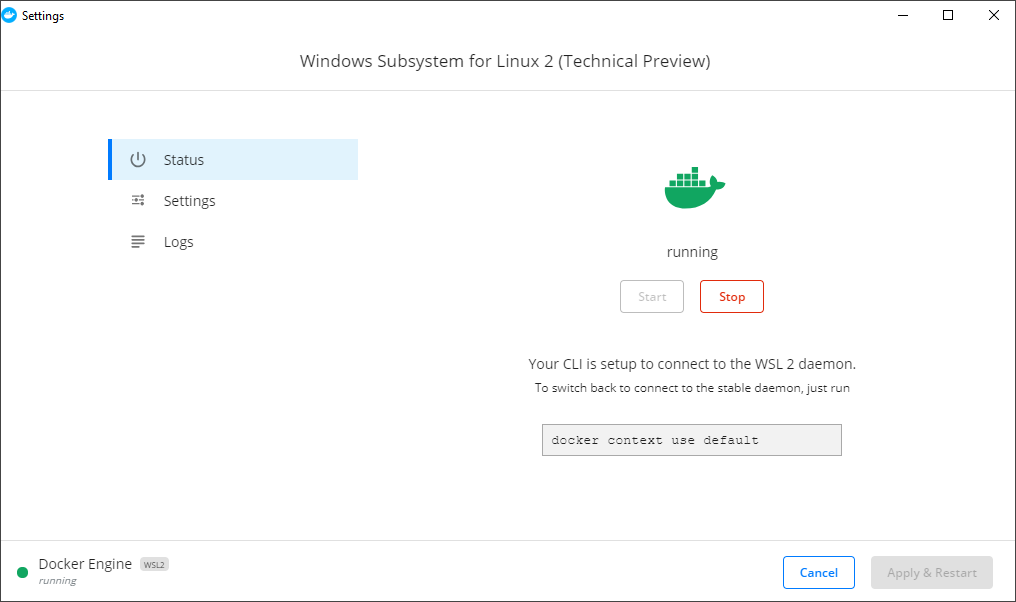 Settings
Windows Subsystem for Linux 2 (Technical Preview)
Status
Settings
Logs
running
Start
Stop
Your CLI is setup to connect to the WSL 2 daemon.
To switch back to connect to the stable daemon, just run
docker context use default
Docker Engine WSL2
running
Cancel
Apply & Restart